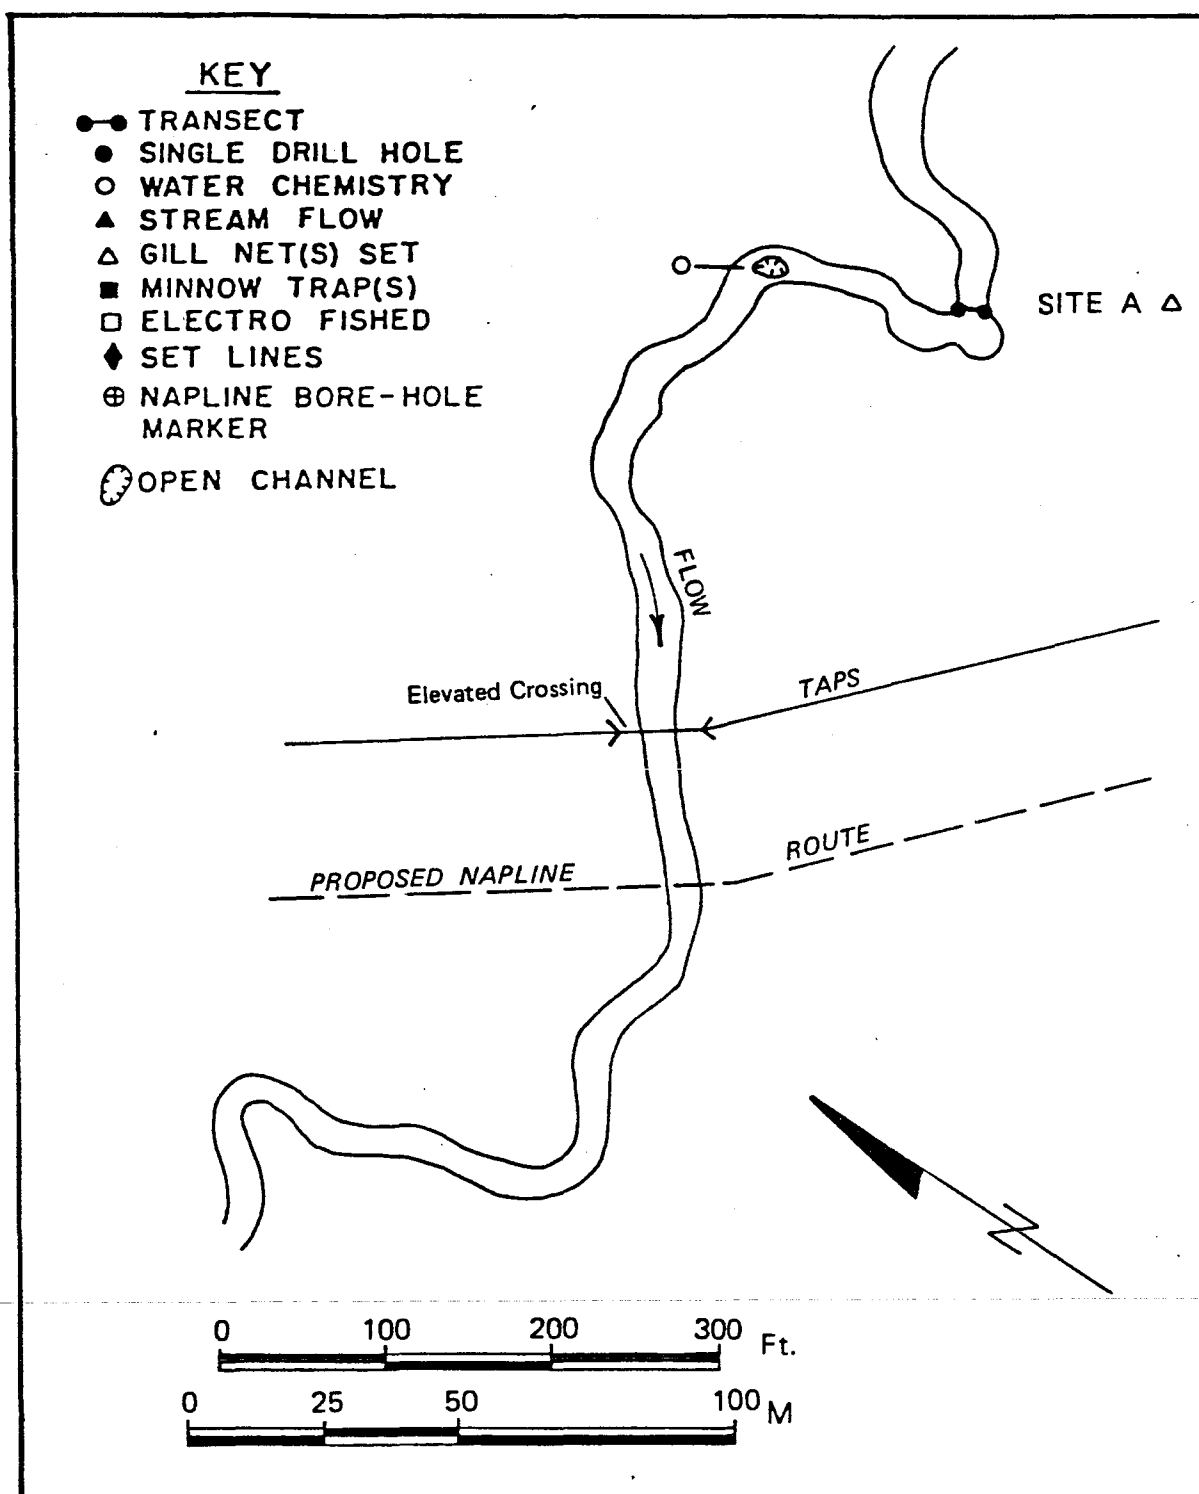 KEY
TRANSECT
SINGLE DRILL HOLE
WATER CHEMISTRY
STREAM FLOW
GILL NET(S) SET
MINNOW TRAP(S)
ELECTRO FISHED
SET LINES
NAPLINE BORE-HOLE
MARKER
OPEN CHANNEL
SITE A
FLOW
Elevated Crossing
TAPS
PROPOSED NAPLINE ROUTE
Z
0 100 200 300 Ft.
0 25 50 100 M